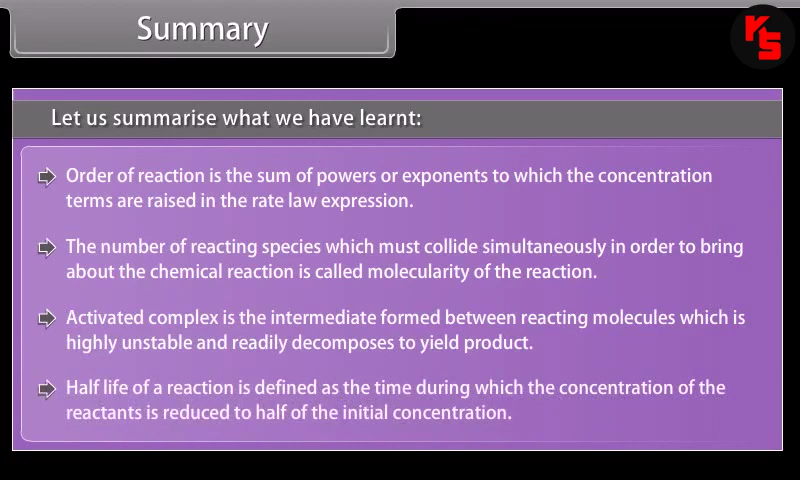 Summary
KS
Let us summarise what we have learnt:
Order of reaction is the sum of powers or exponents to which the concentration
terms are raised in the rate law expression.
The number of reacting species which must collide simultaneously in order to bring
about the chemical reaction is called molecularity of the reaction.
Activated complex is the intermediate formed between reacting molecules which is
highly unstable and readily decomposes to yield product.
Half life of a reaction is defined as the time during which the concentration of the
reactants is reduced to half of the initial concentration.